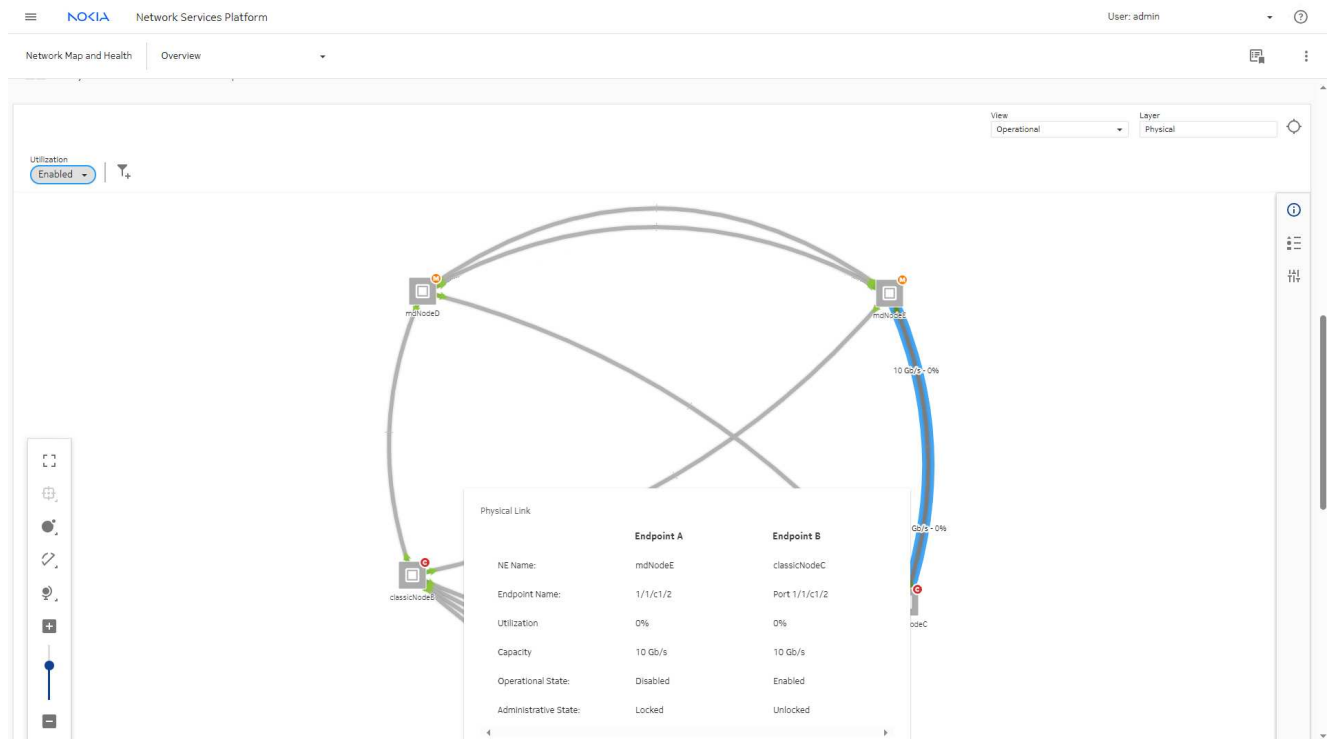 NOKIA Network Services Platform User: admin
Network Map and Health Overview
View Layer
Operational Physical
Utilization
Enabled
M M
mdNodeD mdNodeE
10 Gb/s - 0%
Gb/s - 0%
C
classicNodeB
C
odeC
Physical Link
Endpoint A Endpoint B
NE Name: mdNodeE classicNodeC
Endpoint Name: 1/1/c1/2 Port 1/1/c1/2
Utilization 0% 0%
Capacity 10 Gb/s 10 Gb/s
Operational State: Disabled Enabled
Administrative State: Locked Unlocked